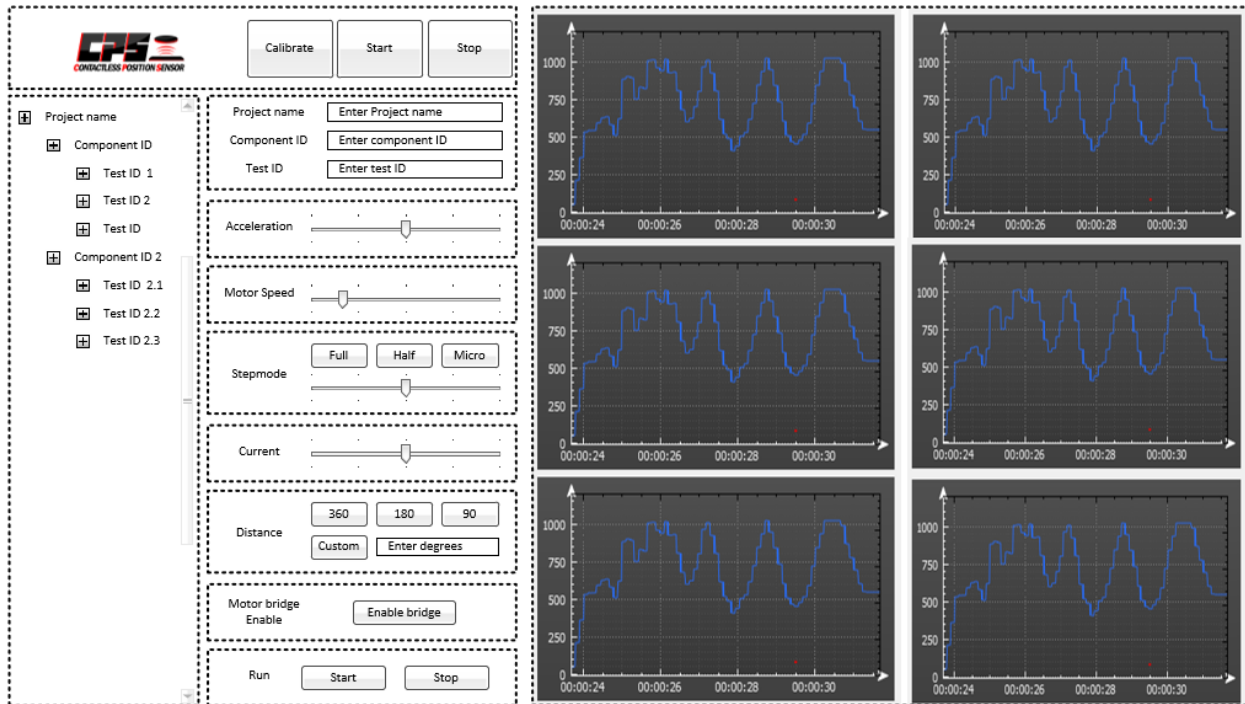 CPS
CONTACTLESS POSITION SENSOR
Calibrate
Start
Stop
Project name
Component ID
Test ID 1
Test ID 2
Test ID
Component ID 2
Test ID 2.1
Test ID 2.2
Test ID 2.3
Project name
Enter Project name
Component ID
Enter component ID
Test ID
Enter test ID
Acceleration
Motor Speed
Full
Half
Micro
Stepmode
Current
360
180
90
Distance
Custom
Enter degrees
Motor bridge
Enable
Enable bridge
Run
Start
Stop
1000
750
500
250
0
00:00:24 00:00:26 00:00:28 00:00:30
1000
750
500
250
0
00:00:24 00:00:26 00:00:28 00:00:30
1000
750
500
250
0
00:00:24 00:00:26 00:00:28 00:00:30
1000
750
500
250
0
00:00:24 00:00:26 00:00:28 00:00:30
1000
750
500
250
0
00:00:24 00:00:26 00:00:28 00:00:30
1000
750
500
250
0
00:00:24 00:00:26 00:00:28 00:00:30